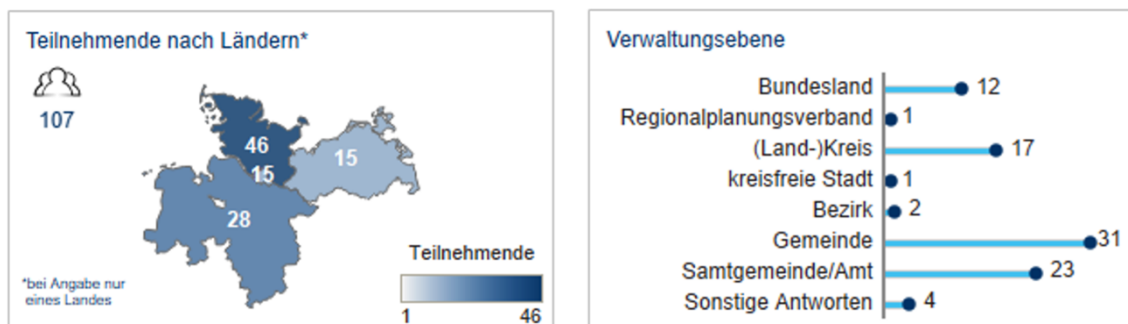 Teilnehmende nach Ländern*
107
46
15
15
28
Teilnehmende
1 46
*bei Angabe nur
eines Landes
Verwaltungsebene
Bundesland 12
Regionalplanungsverband 1
(Land-)Kreis 17
kreisfreie Stadt 1
Bezirk 2
Gemeinde 31
Samtgemeinde/Amt 23
Sonstige Antworten 4